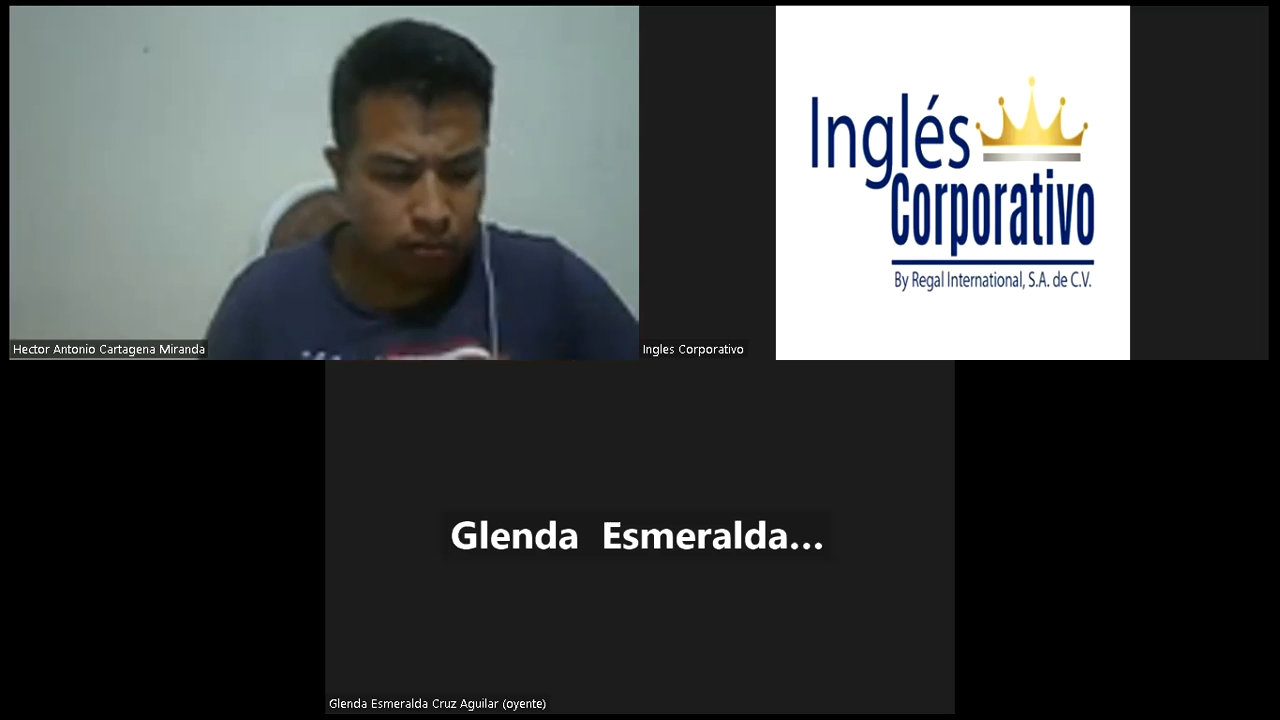 Inglés
Corporativo
By Regal International, S.A. de C.V.
Hector Antonio Cartagena Miranda
Ingles Corporativo
Glenda Esmeralda...
Glenda Esmeralda Cruz Aguilar (oyente)